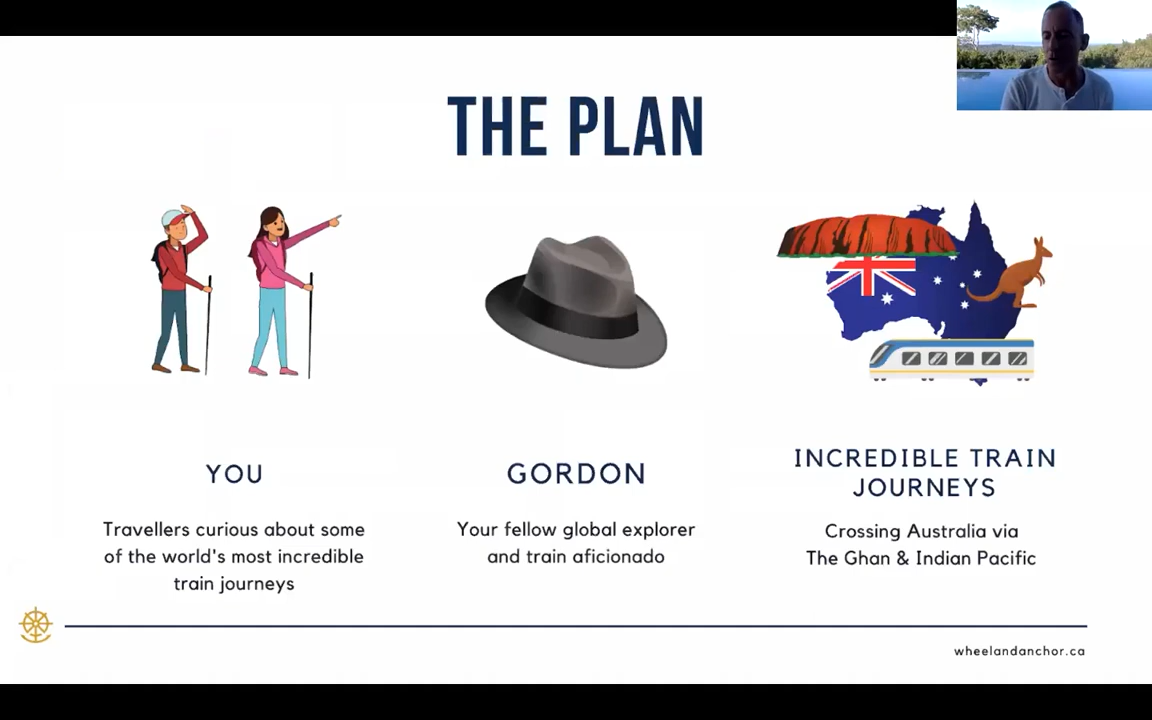 THE PLAN
YOU
Travellers curious about some
of the world's most incredible
train journeys
GORDON
Your fellow global explorer
and train aficionado
INCREDIBLE TRAIN
JOURNEYS
Crossing Australia via
The Ghan & Indian Pacific
wheelandanchor.ca